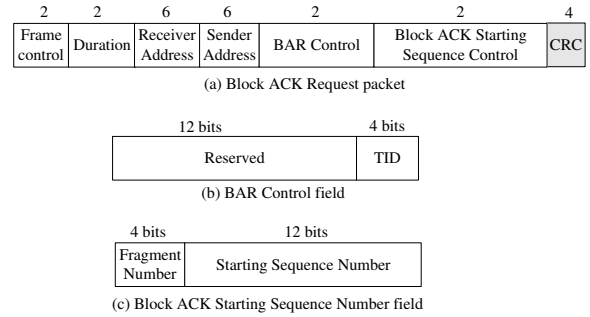 2 2 6 6 2 2 4
Frame control Duration Receiver Address Sender Address BAR Control Block ACK Starting Sequence Control CRC
(a) Block ACK Request packet
12 bits 4 bits
Reserved TID
(b) BAR Control field
4 bits 12 bits
Fragment Number Starting Sequence Number
(c) Block ACK Starting Sequence Number field